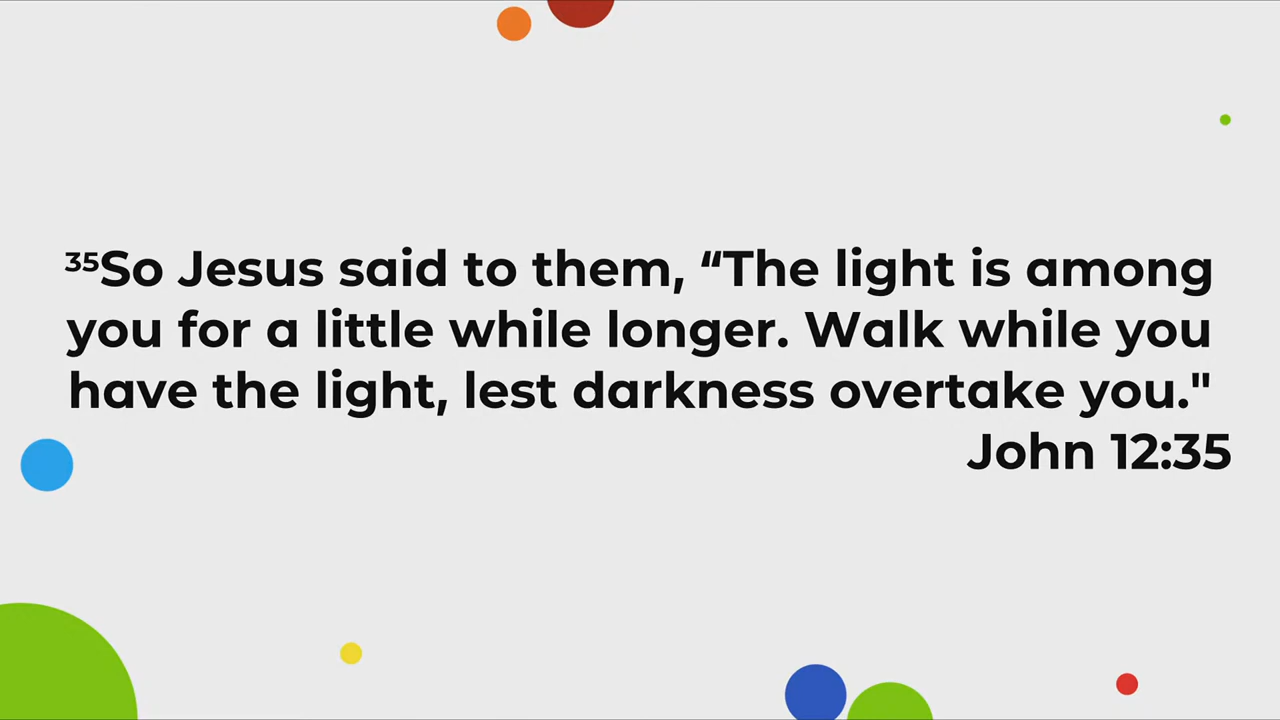 ³⁵So Jesus said to them, “The light is among
you for a little while longer. Walk while you
have the light, lest darkness overtake you."
John 12:35